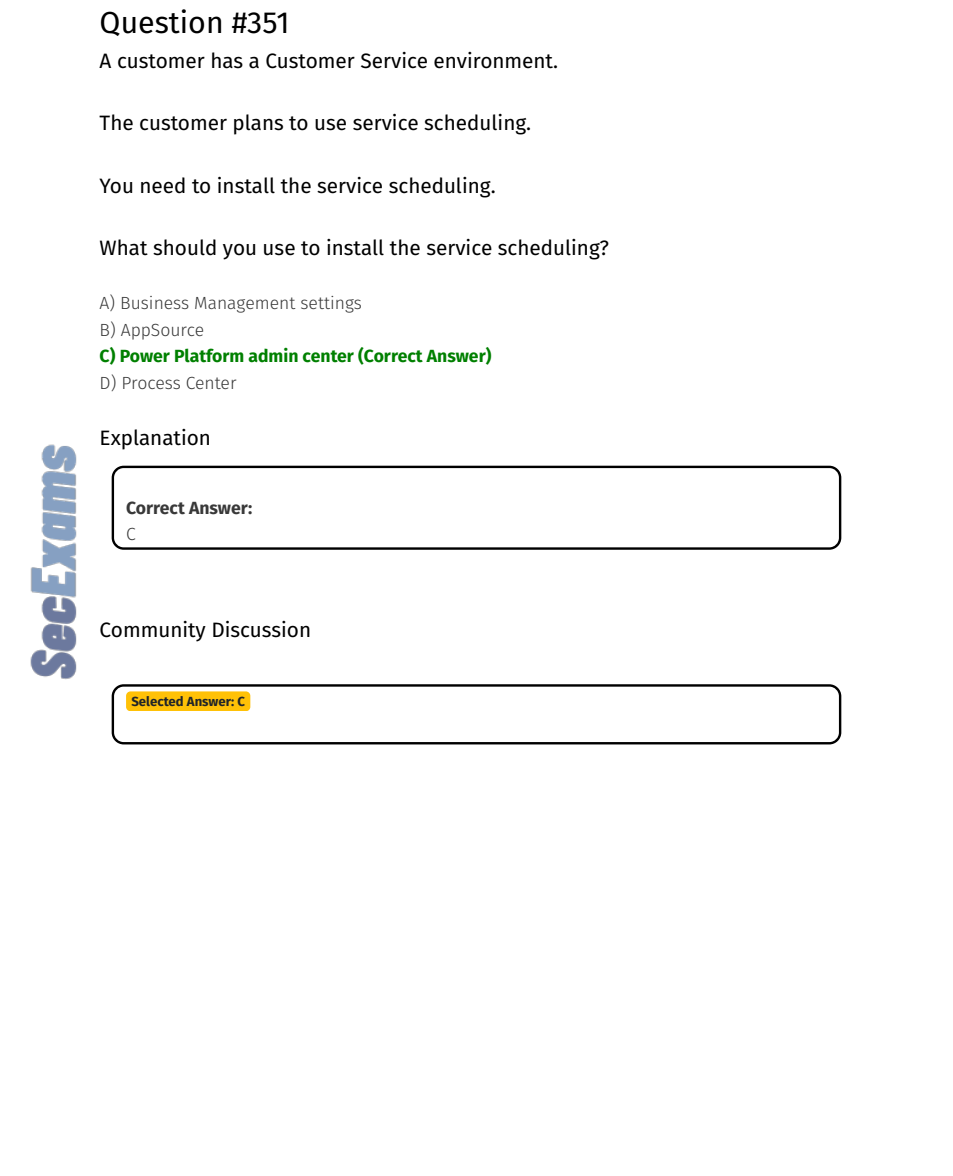 Question #351
A customer has a Customer Service environment.
The customer plans to use service scheduling.
You need to install the service scheduling.
What should you use to install the service scheduling?
A) Business Management settings
B) AppSource
C) Power Platform admin center (Correct Answer)
D) Process Center
Explanation
Correct Answer:
C
SecExams
Community Discussion
Selected Answer: C